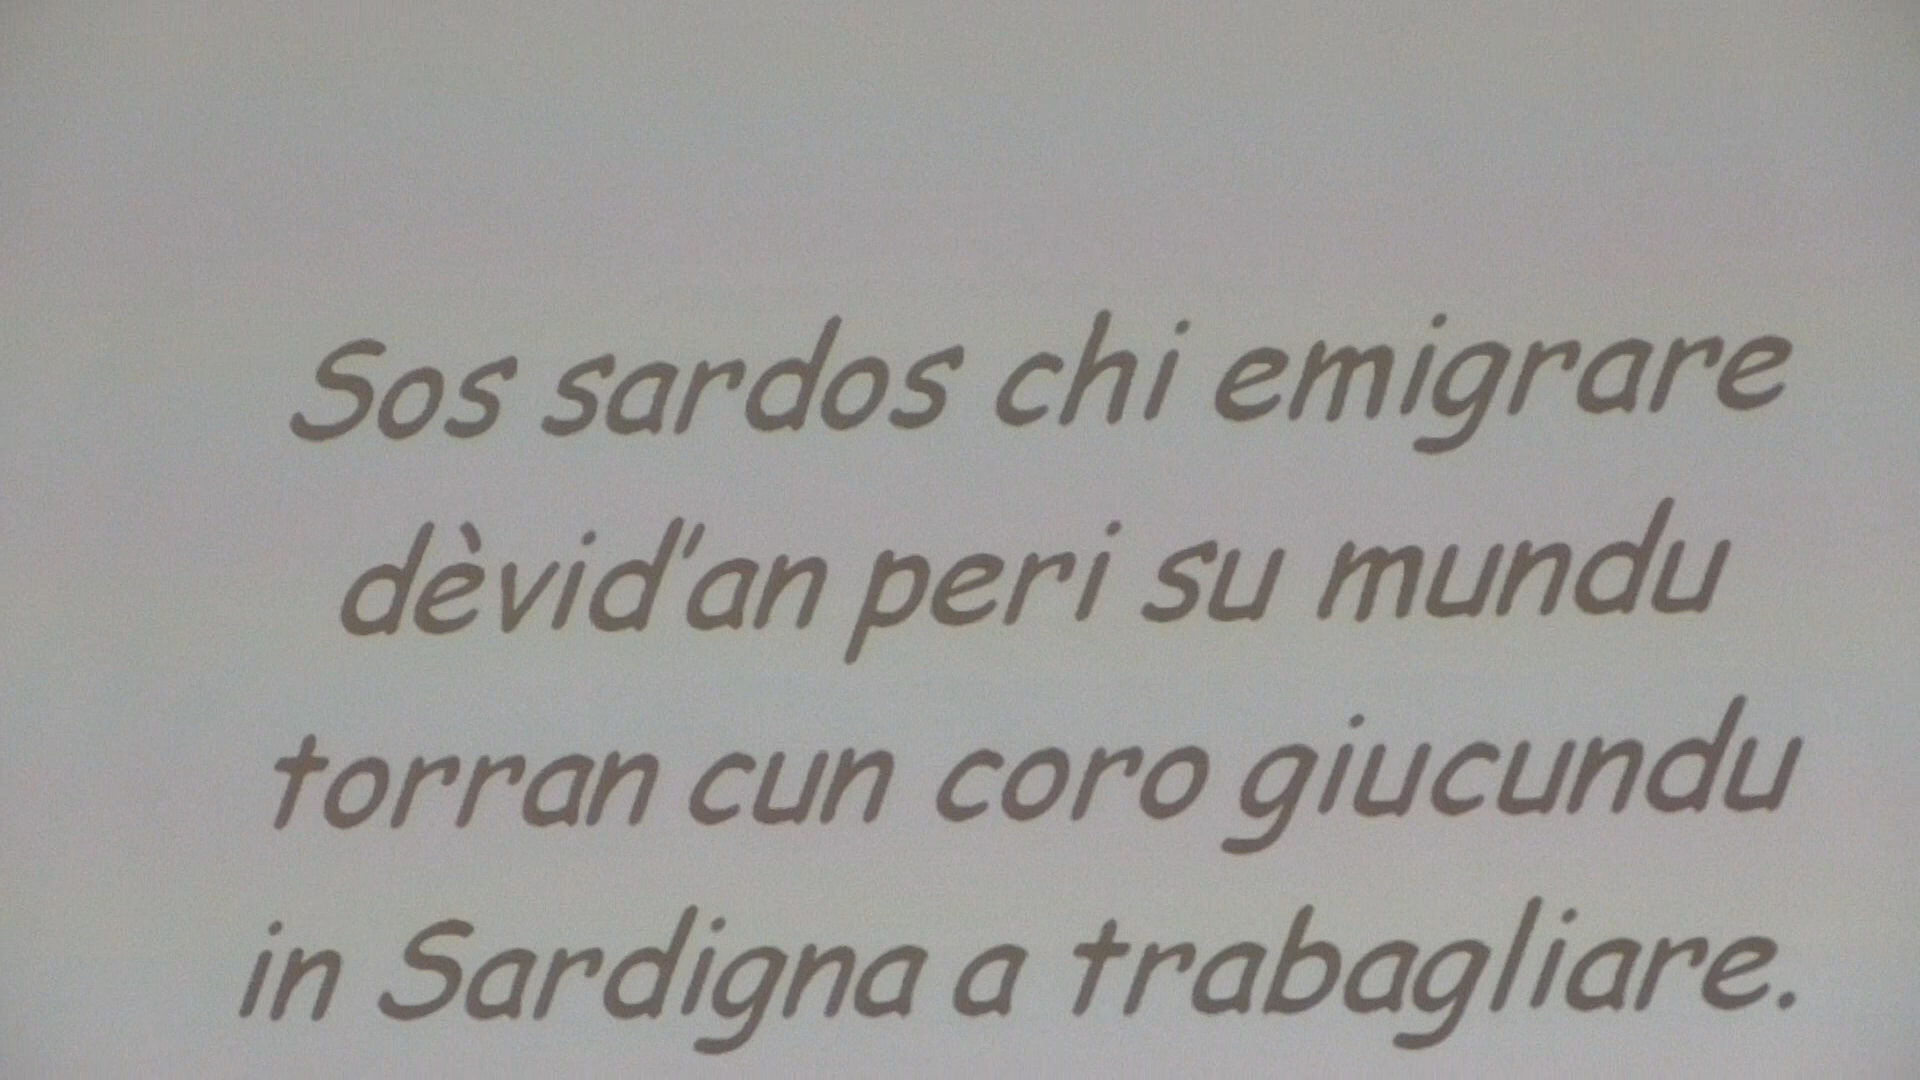 Sos sardos chi emigrare
dèvid'an peri su mundu
torran cun coro giucundu
in Sardigna a trabagliare.